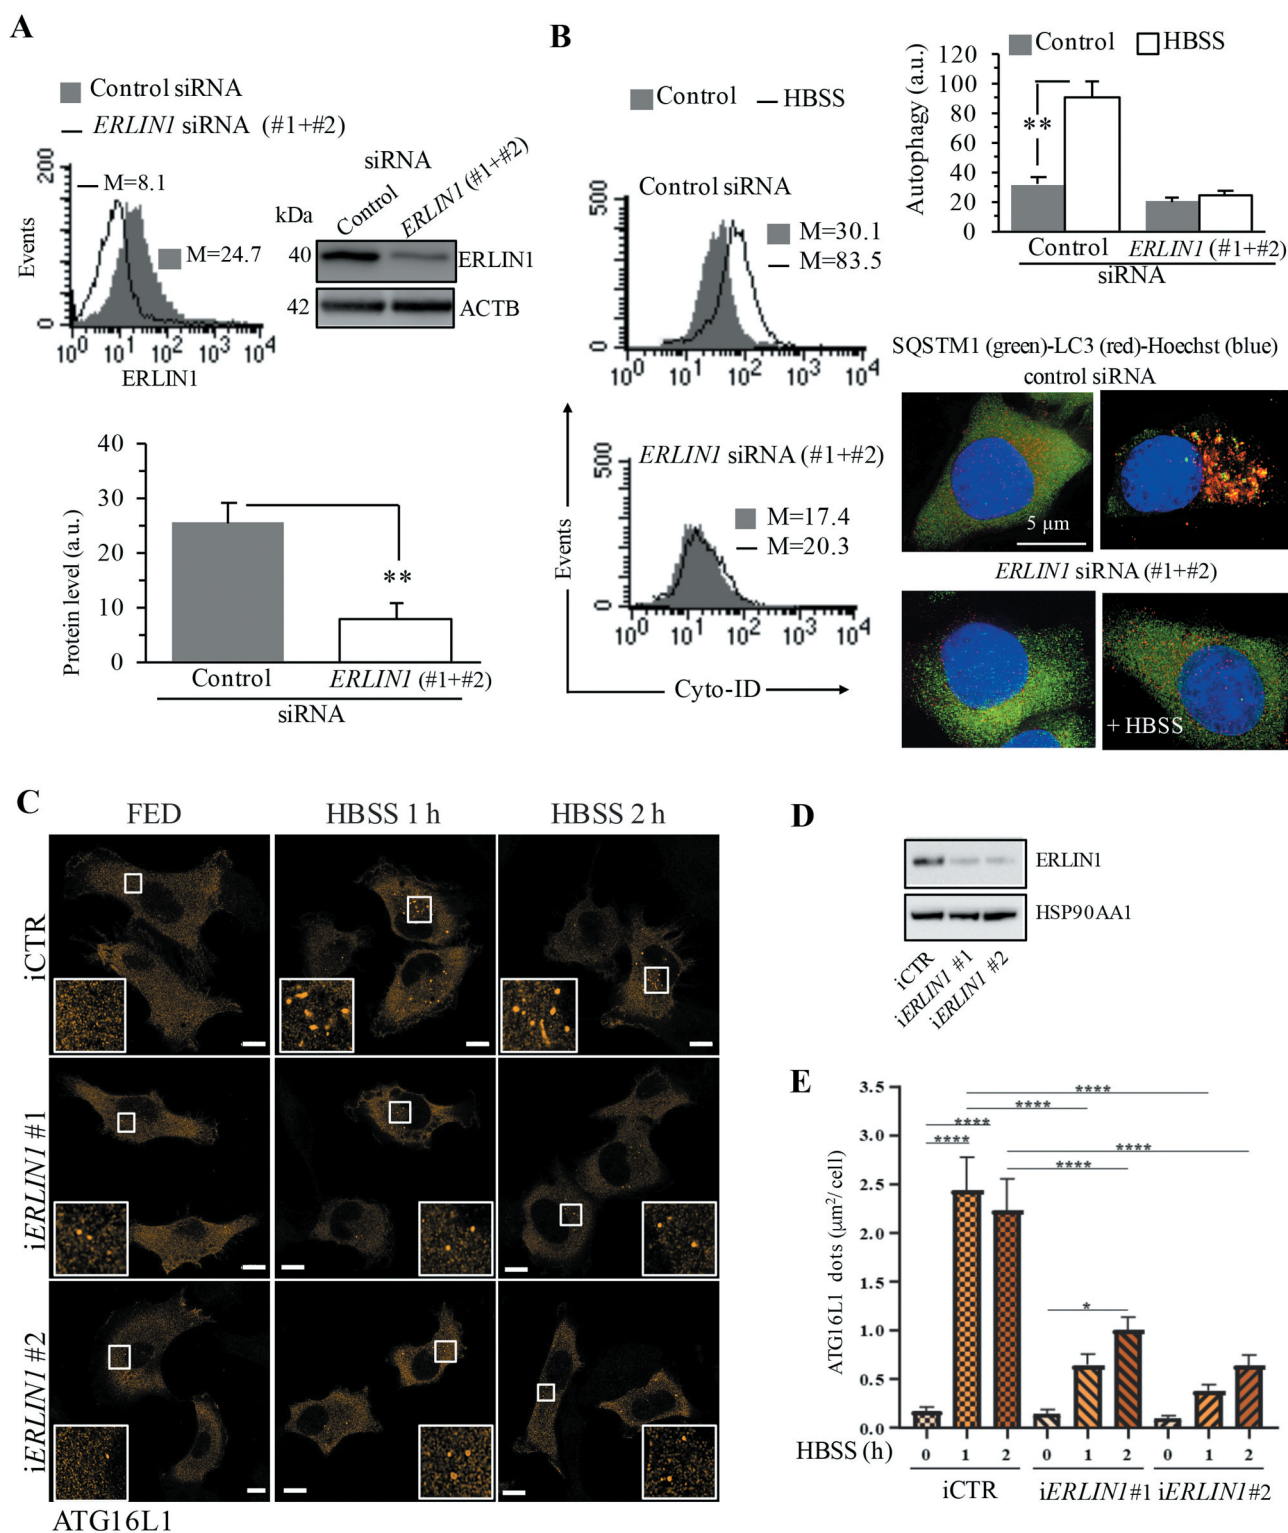 A
Control siRNA
ERLIN1 siRNA (#1+#2)
200
Events
0
M=8.1
M=24.7
10^0 10^1 10^2 10^3 10^4
ERLIN1
siRNA
kDa
Control
ERLIN1 (#1+#2)
40
ERLIN1
42
ACTB
40
30
20
10
0
Protein level (a.u.)
**
Control
ERLIN1 (#1+#2)
siRNA
B
Control
HBSS
Control siRNA
500
0
M=30.1
M=83.5
10^0 10^1 10^2 10^3 10^4
ERLIN1 siRNA (#1+#2)
500
0
M=17.4
M=20.3
10^0 10^1 10^2 10^3 10^4
Events
Cyto-ID
Control
HBSS
Autophagy (a.u.)
120
100
80
60
40
20
0
**
Control
ERLIN1 (#1+#2)
siRNA
SQSTM1 (green)-LC3 (red)-Hoechst (blue)
control siRNA
5 µm
ERLIN1 siRNA (#1+#2)
+ HBSS
C
FED
HBSS 1 h
HBSS 2 h
iCTR
iERLIN1 #1
iERLIN1 #2
ATG16L1
D
ERLIN1
HSP90AA1
iCTR
iERLIN1 #1
iERLIN1 #2
E
ATG16L1 dots (µm²/ cell)
3.5
3.0
2.5
2.0
1.5
1.0
0.5
0.0
****
****
****
****
****
****
*
HBSS (h)
0 1 2 0 1 2 0 1 2
iCTR
iERLIN1#1
iERLIN1#2